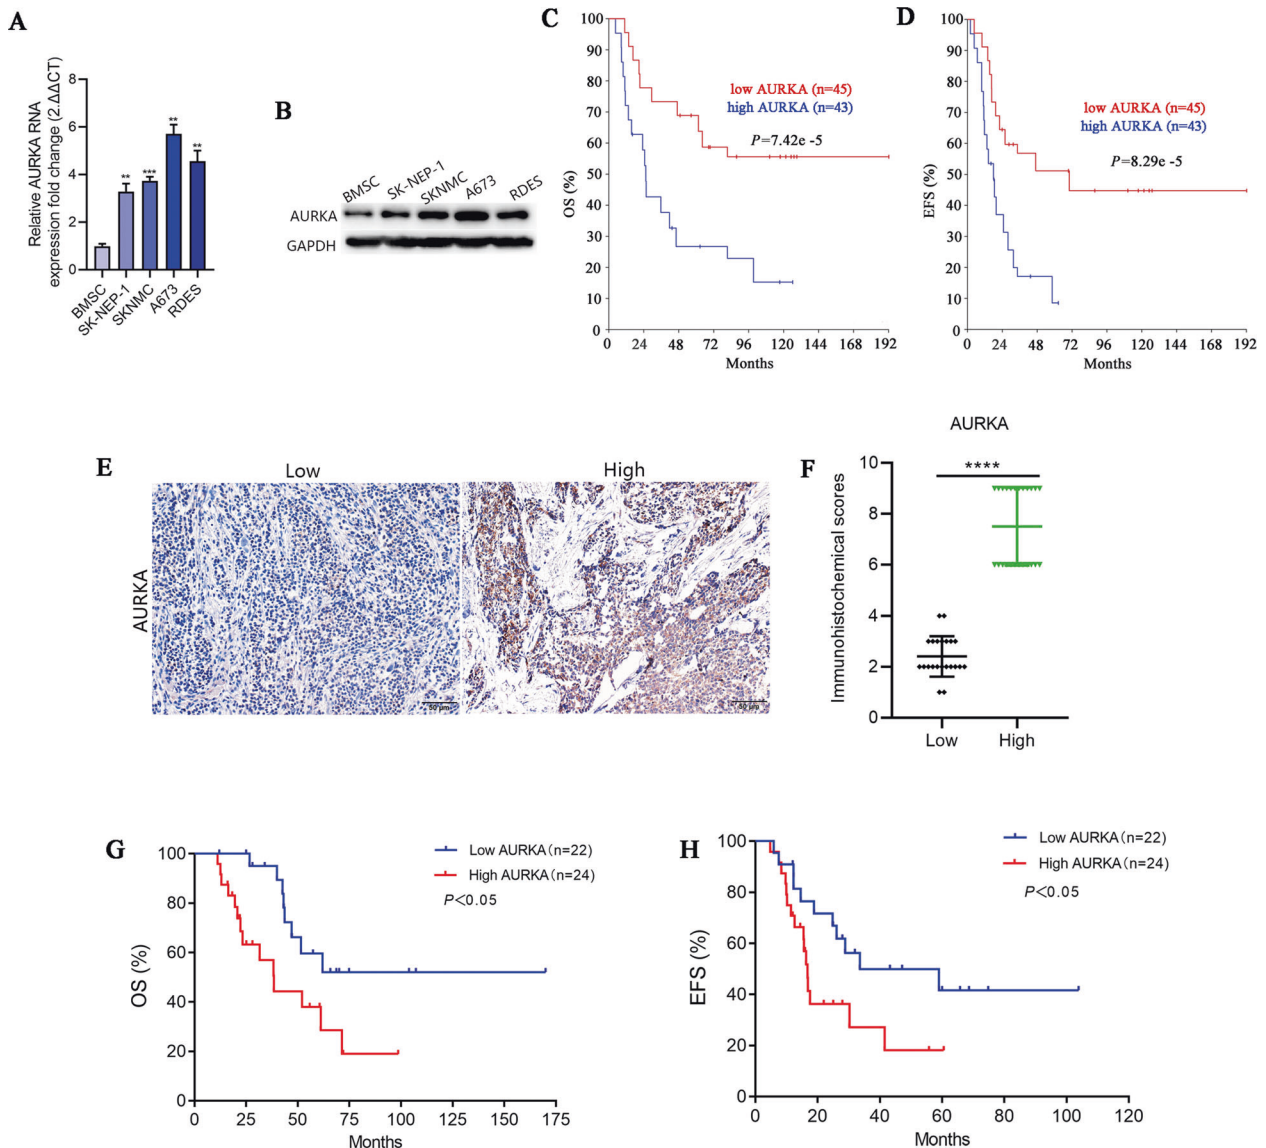 A
Relative AURKA RNA
expression fold change (2.ΔΔCT)
8
6
4
2
0
**
***
**
**
BMSC
SK-NEP-1
SKNMC
A673
RDES
B
BMSC
SK-NEP-1
SKNMC
A673
RDES
AURKA
GAPDH
C
OS (%)
100
90
80
70
60
50
40
30
20
10
0
low AURKA (n=45)
high AURKA (n=43)
P=7.42e -5
0 24 48 72 96 120 144 168 192
Months
D
EFS (%)
100
90
80
70
60
50
40
30
20
10
0
low AURKA (n=45)
high AURKA (n=43)
P=8.29e -5
0 24 48 72 96 120 144 168 192
Months
E
Low
High
AURKA
50 μm
50 μm
F
AURKA
Immunohistochemical scores
10
8
6
4
2
0
****
Low
High
G
OS (%)
100
80
60
40
20
0
Low AURKA (n=22)
High AURKA (n=24)
P<0.05
0 25 50 75 100 125 150 175
Months
H
EFS (%)
100
80
60
40
20
0
Low AURKA (n=22)
High AURKA (n=24)
P<0.05
0 20 40 60 80 100 120
Months